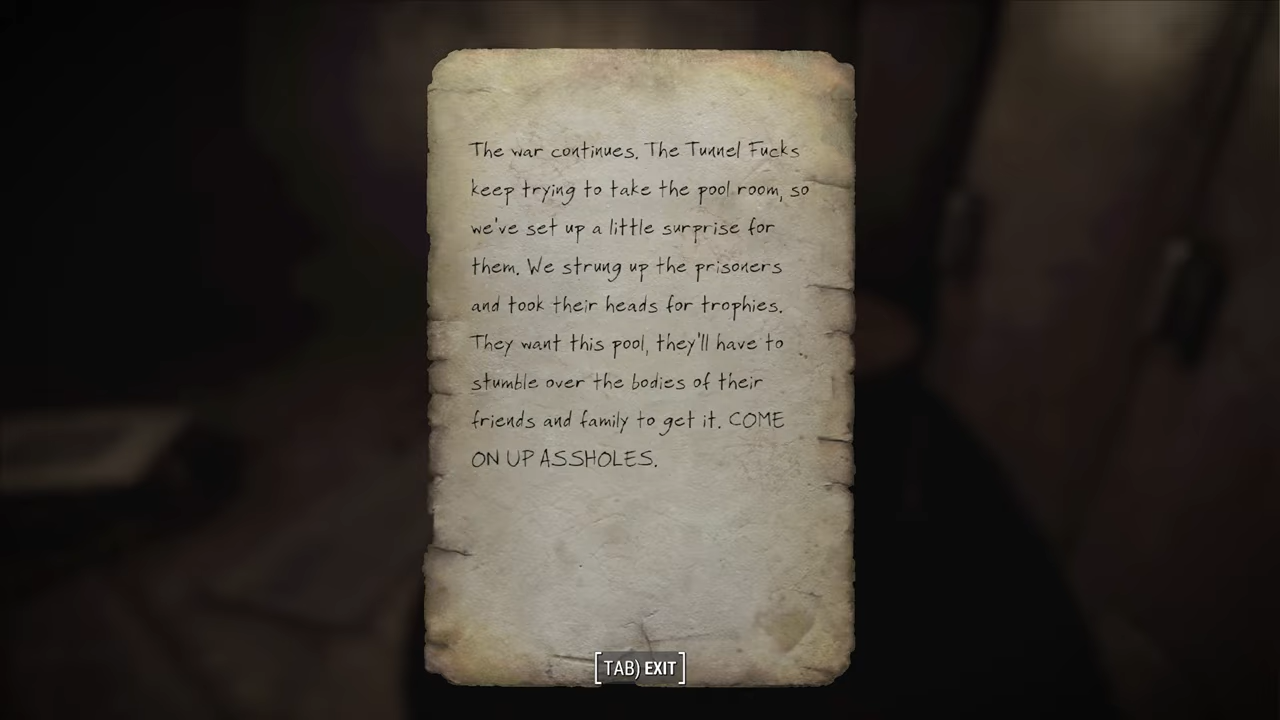 The war continues. The Tunnel Fucks
keep trying to take the pool room, so
we've set up a little surprise for
them. We strung up the prisoners
and took their heads for trophies.
They want this pool, they'll have to
stumble over the bodies of their
friends and family to get it. COME
ON UP ASSHOLES.
[TAB) EXIT]